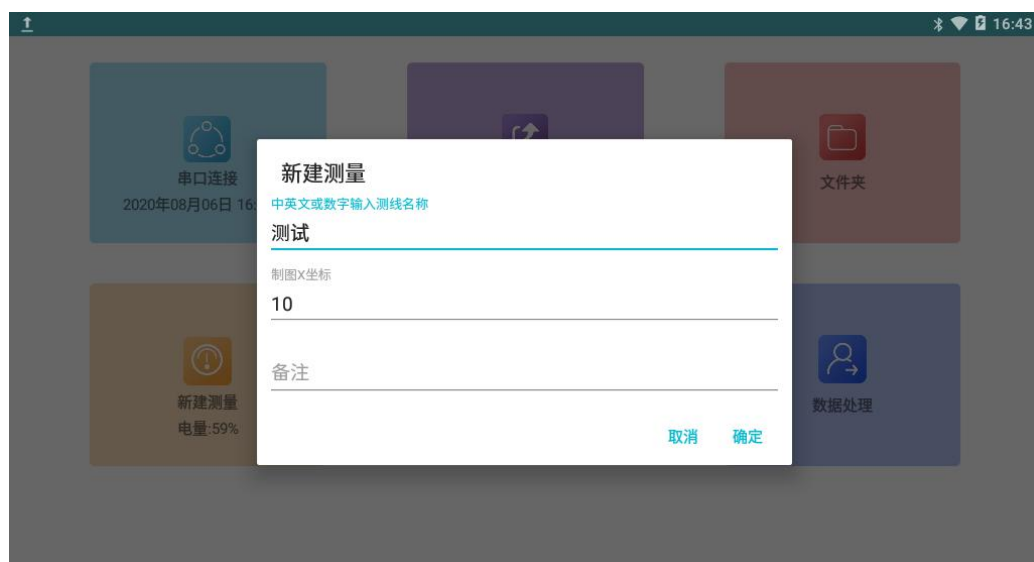 16:43
串口连接
2020年08月06日 16:
文件夹
新建测量
中英文或数字输入测线名称
测试
制图X坐标
10
备注
取消
确定
新建测量
电量:59%
数据处理